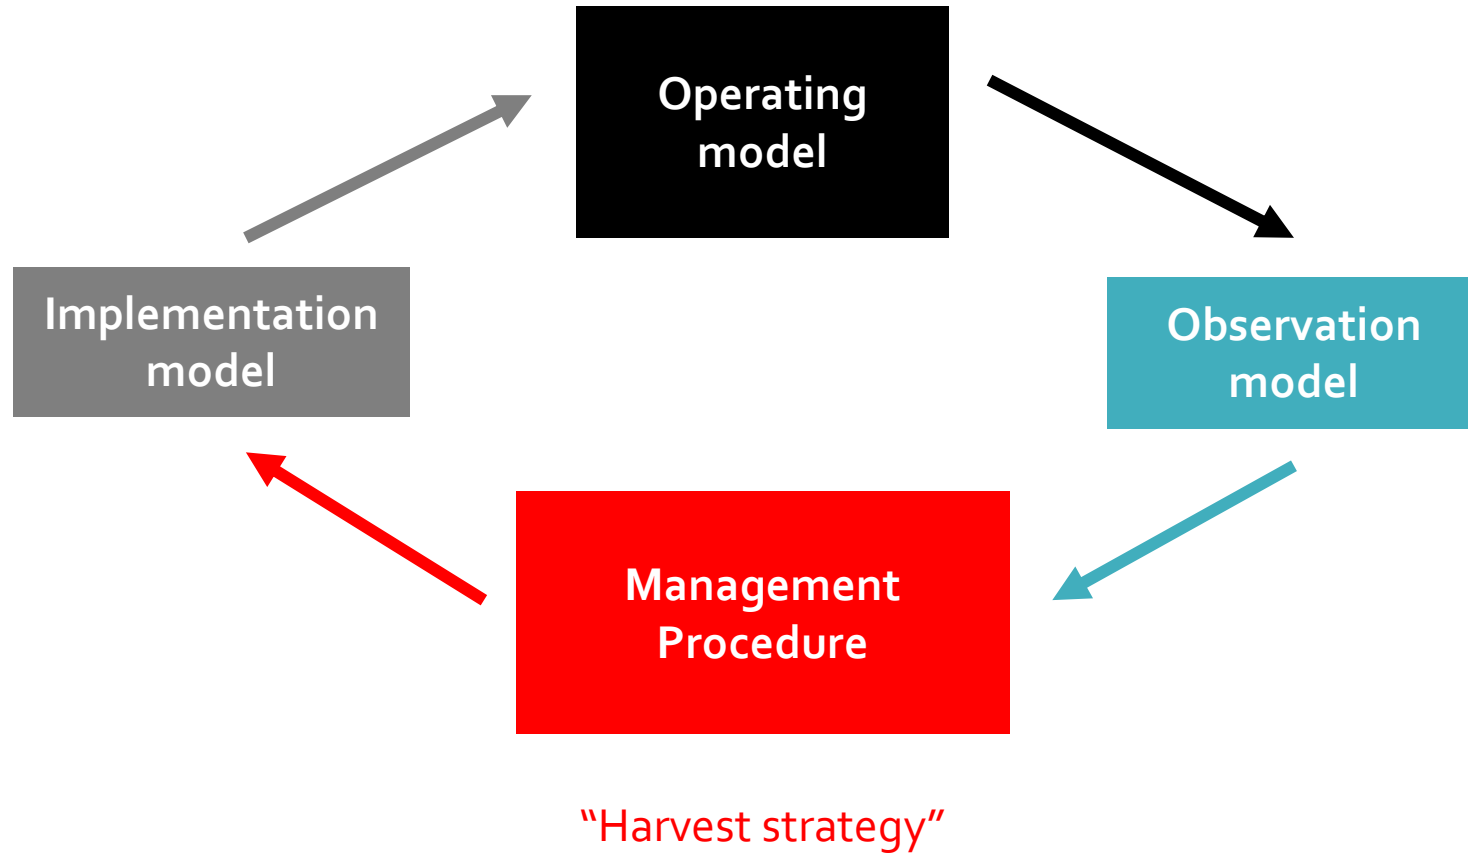 Operating
model
Implementation
model
Observation
model
Management
Procedure
“Harvest strategy”